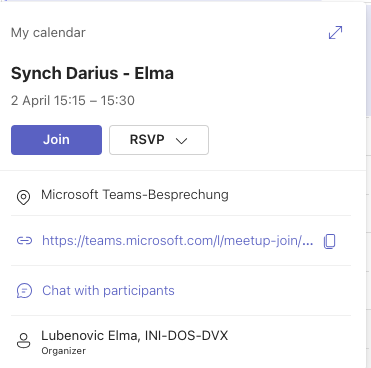 My calendar
Synch Darius - Elma
2 April 15:15 – 15:30
Join
RSVP
Microsoft Teams-Besprechung
https://teams.microsoft.com/l/meetup-join/...
Chat with participants
Lubenovic Elma, INI-DOS-DVX
Organizer